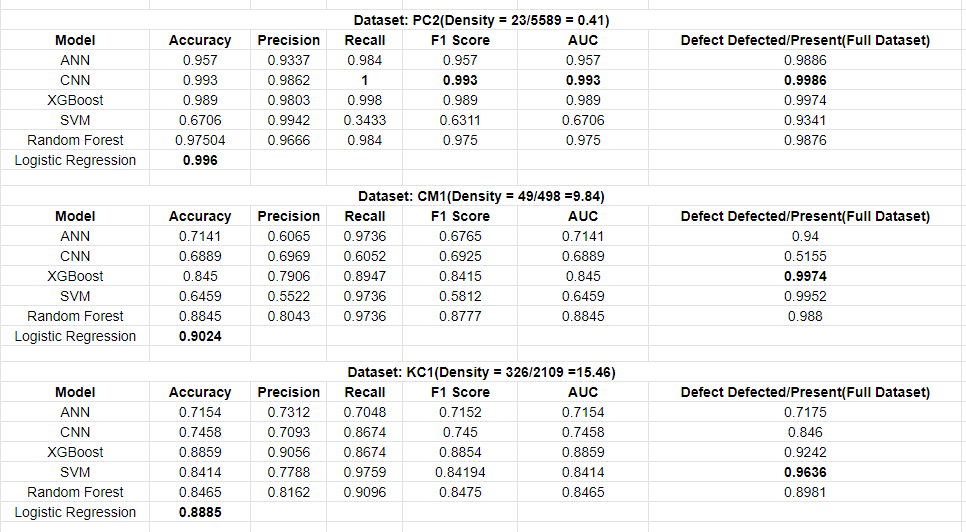 Dataset: PC2(Density = 23/5589 = 0.41)
Model Accuracy Precision Recall F1 Score AUC Defect Defected/Present(Full Dataset)
ANN 0.957 0.9337 0.984 0.957 0.957 0.9886
CNN 0.993 0.9862 1 0.993 0.993 0.9986
XGBoost 0.989 0.9803 0.998 0.989 0.989 0.9974
SVM 0.6706 0.9942 0.3433 0.6311 0.6706 0.9341
Random Forest 0.97504 0.9666 0.984 0.975 0.975 0.9876
Logistic Regression 0.996
Dataset: CM1(Density = 49/498 =9.84)
Model Accuracy Precision Recall F1 Score AUC Defect Defected/Present(Full Dataset)
ANN 0.7141 0.6065 0.9736 0.6765 0.7141 0.94
CNN 0.6889 0.6969 0.6052 0.6925 0.6889 0.5155
XGBoost 0.845 0.7906 0.8947 0.8415 0.845 0.9974
SVM 0.6459 0.5522 0.9736 0.5812 0.6459 0.9952
Random Forest 0.8845 0.8043 0.9736 0.8777 0.8845 0.988
Logistic Regression 0.9024
Dataset: KC1(Density = 326/2109 =15.46)
Model Accuracy Precision Recall F1 Score AUC Defect Defected/Present(Full Dataset)
ANN 0.7154 0.7312 0.7048 0.7152 0.7154 0.7175
CNN 0.7458 0.7093 0.8674 0.745 0.7458 0.846
XGBoost 0.8859 0.9056 0.8674 0.8854 0.8859 0.9242
SVM 0.8414 0.7788 0.9759 0.84194 0.8414 0.9636
Random Forest 0.8465 0.8162 0.9096 0.8475 0.8465 0.8981
Logistic Regression 0.8885